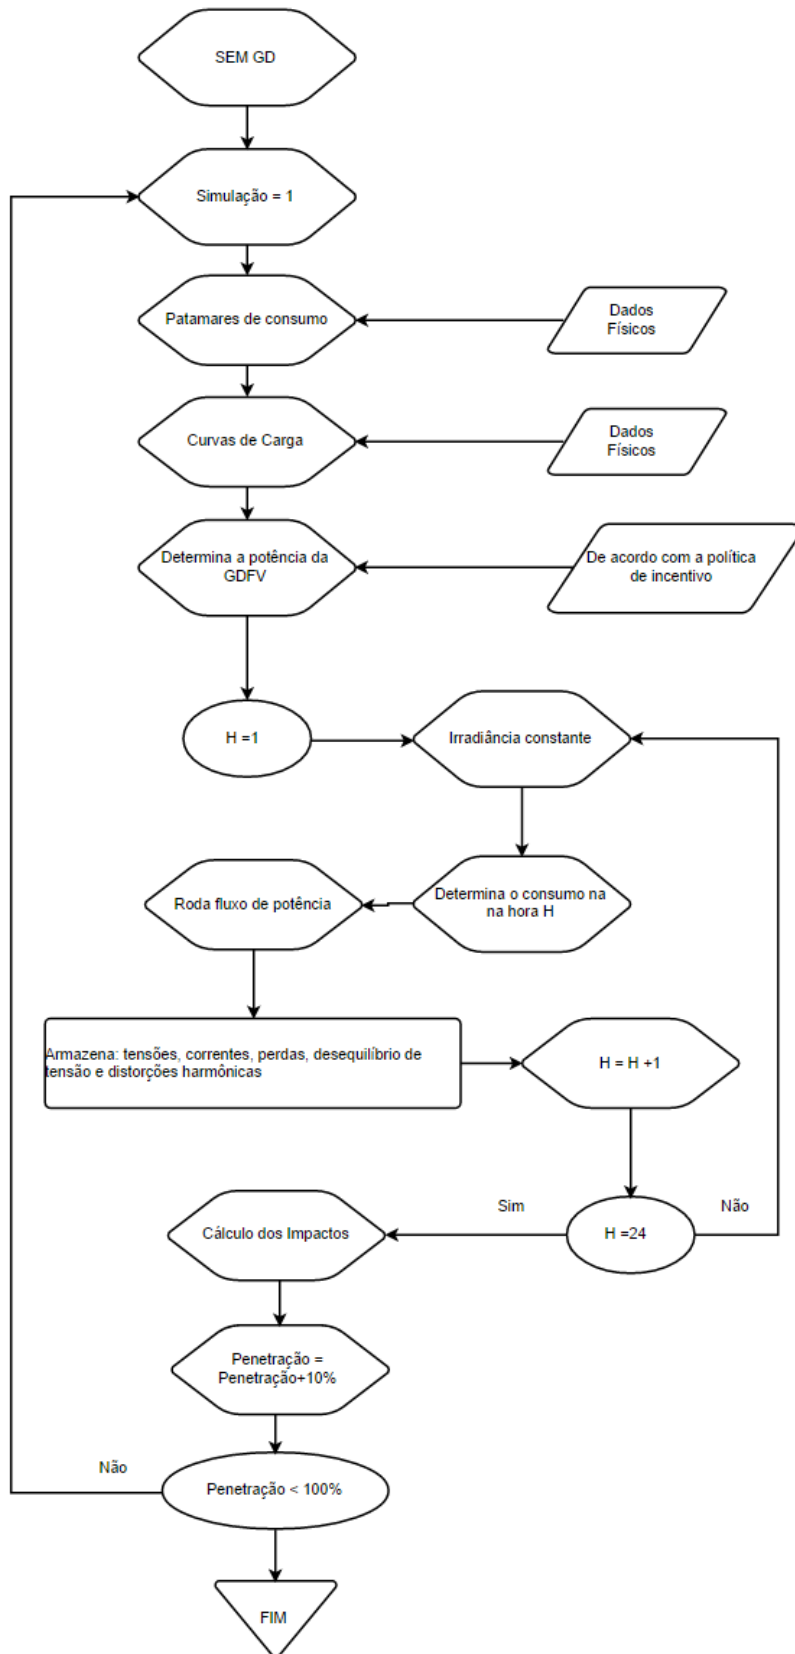 SEM GD
Simulação = 1
Patamares de consumo
Dados
Físicos
Curvas de Carga
Dados
Físicos
Determina a potência da
GDFV
De acordo com a política
de incentivo
H =1
Irradiância constante
Determina o consumo na
na hora H
Roda fluxo de potência
Armazena: tensões, correntes, perdas, desequilíbrio de
tensão e distorções harmônicas
H = H +1
Sim
Não
H =24
Cálculo dos Impactos
Penetração =
Penetração+10%
Não
Penetração < 100%
FIM